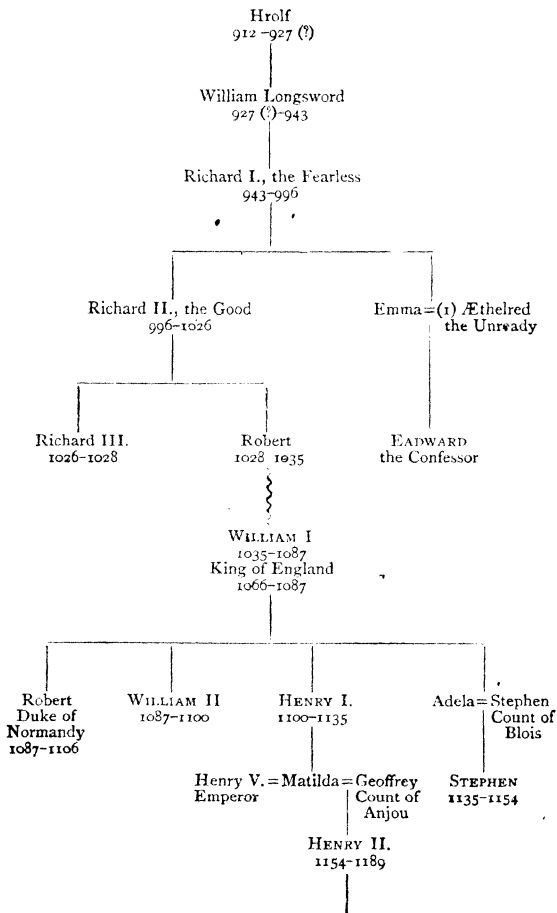 Hrolf
912–927 (?)
William Longsword
927 (?)–943
Richard I., the Fearless
943–996
Richard II., the Good
996–1026
Emma=(1) Æthelred
the Unready
Richard III.
1026–1028
Robert
1028 1035
EADWARD
the Confessor
WILLIAM I
1035–1087
King of England
1066–1087
Robert
Duke of
Normandy
1087–1106
WILLIAM II
1087–1100
HENRY I.
1100–1135
Adela=Stephen
Count of
Blois
Henry V.=Matilda=Geoffrey
Emperor
Count of
Anjou
STEPHEN
1135–1154
HENRY II.
1154–1189